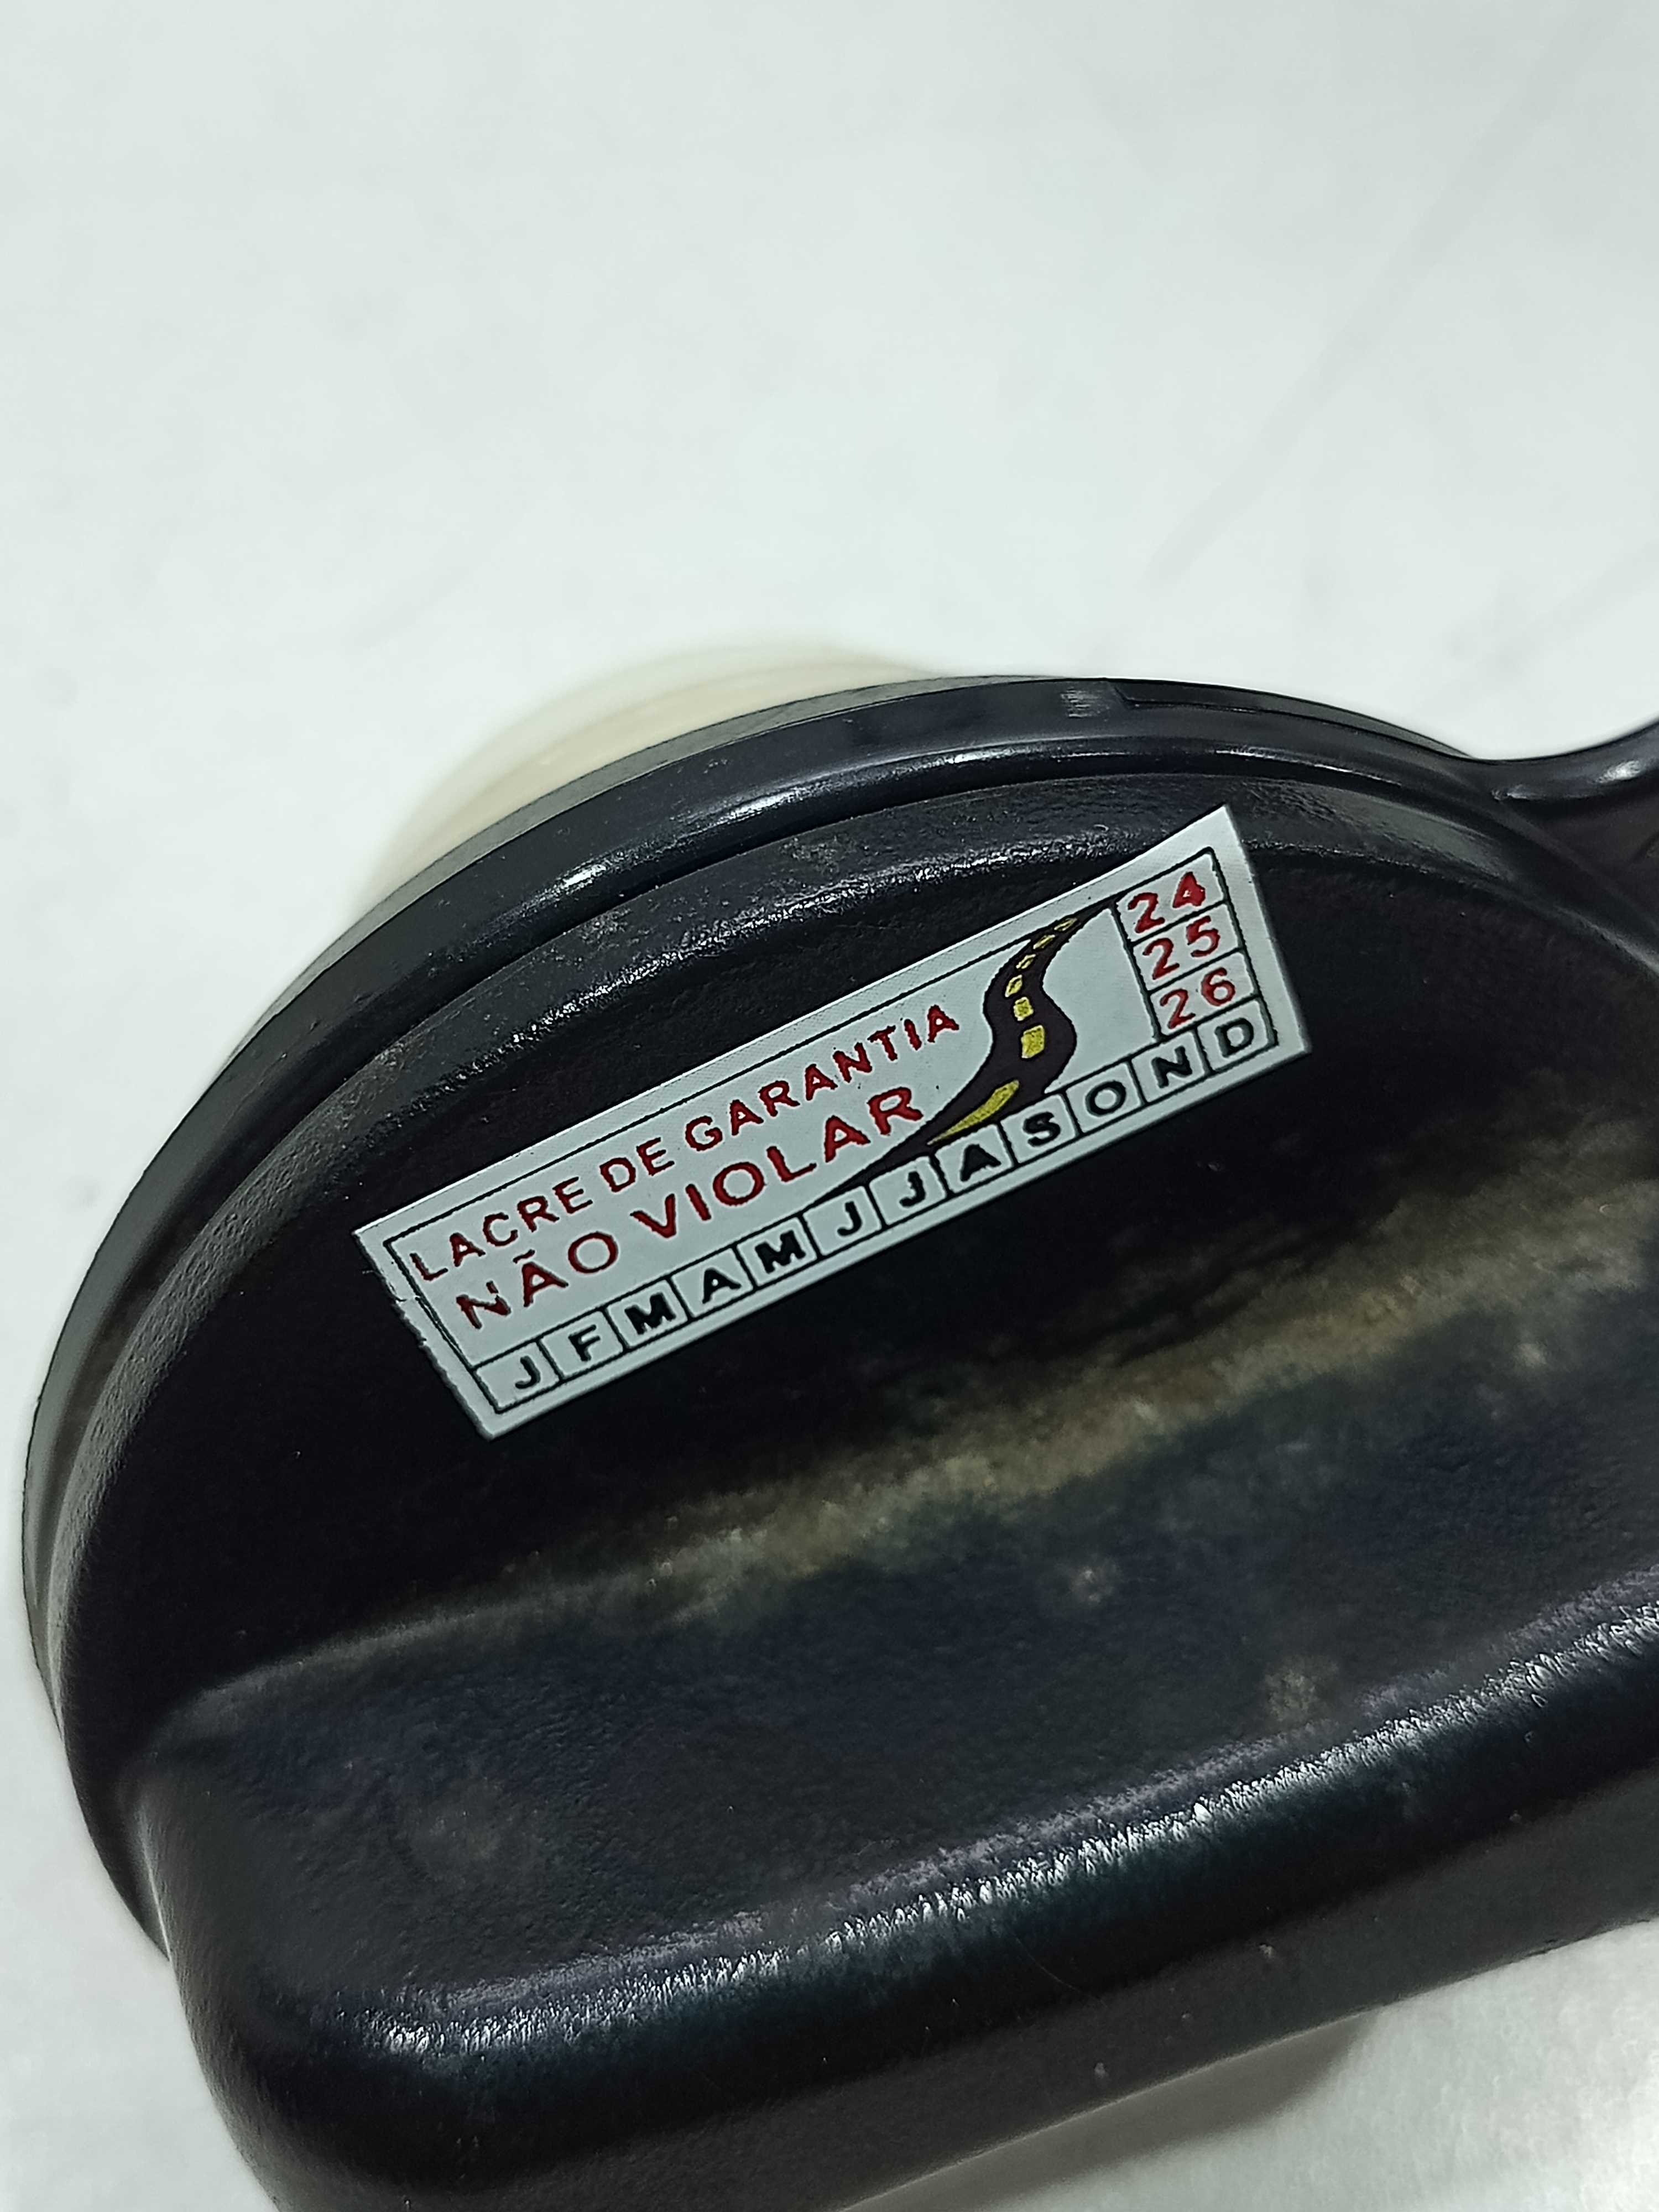 LACRE DE GARANTIA
NÃO VIOLAR
24
25
26
J F M A M J J A S O N D